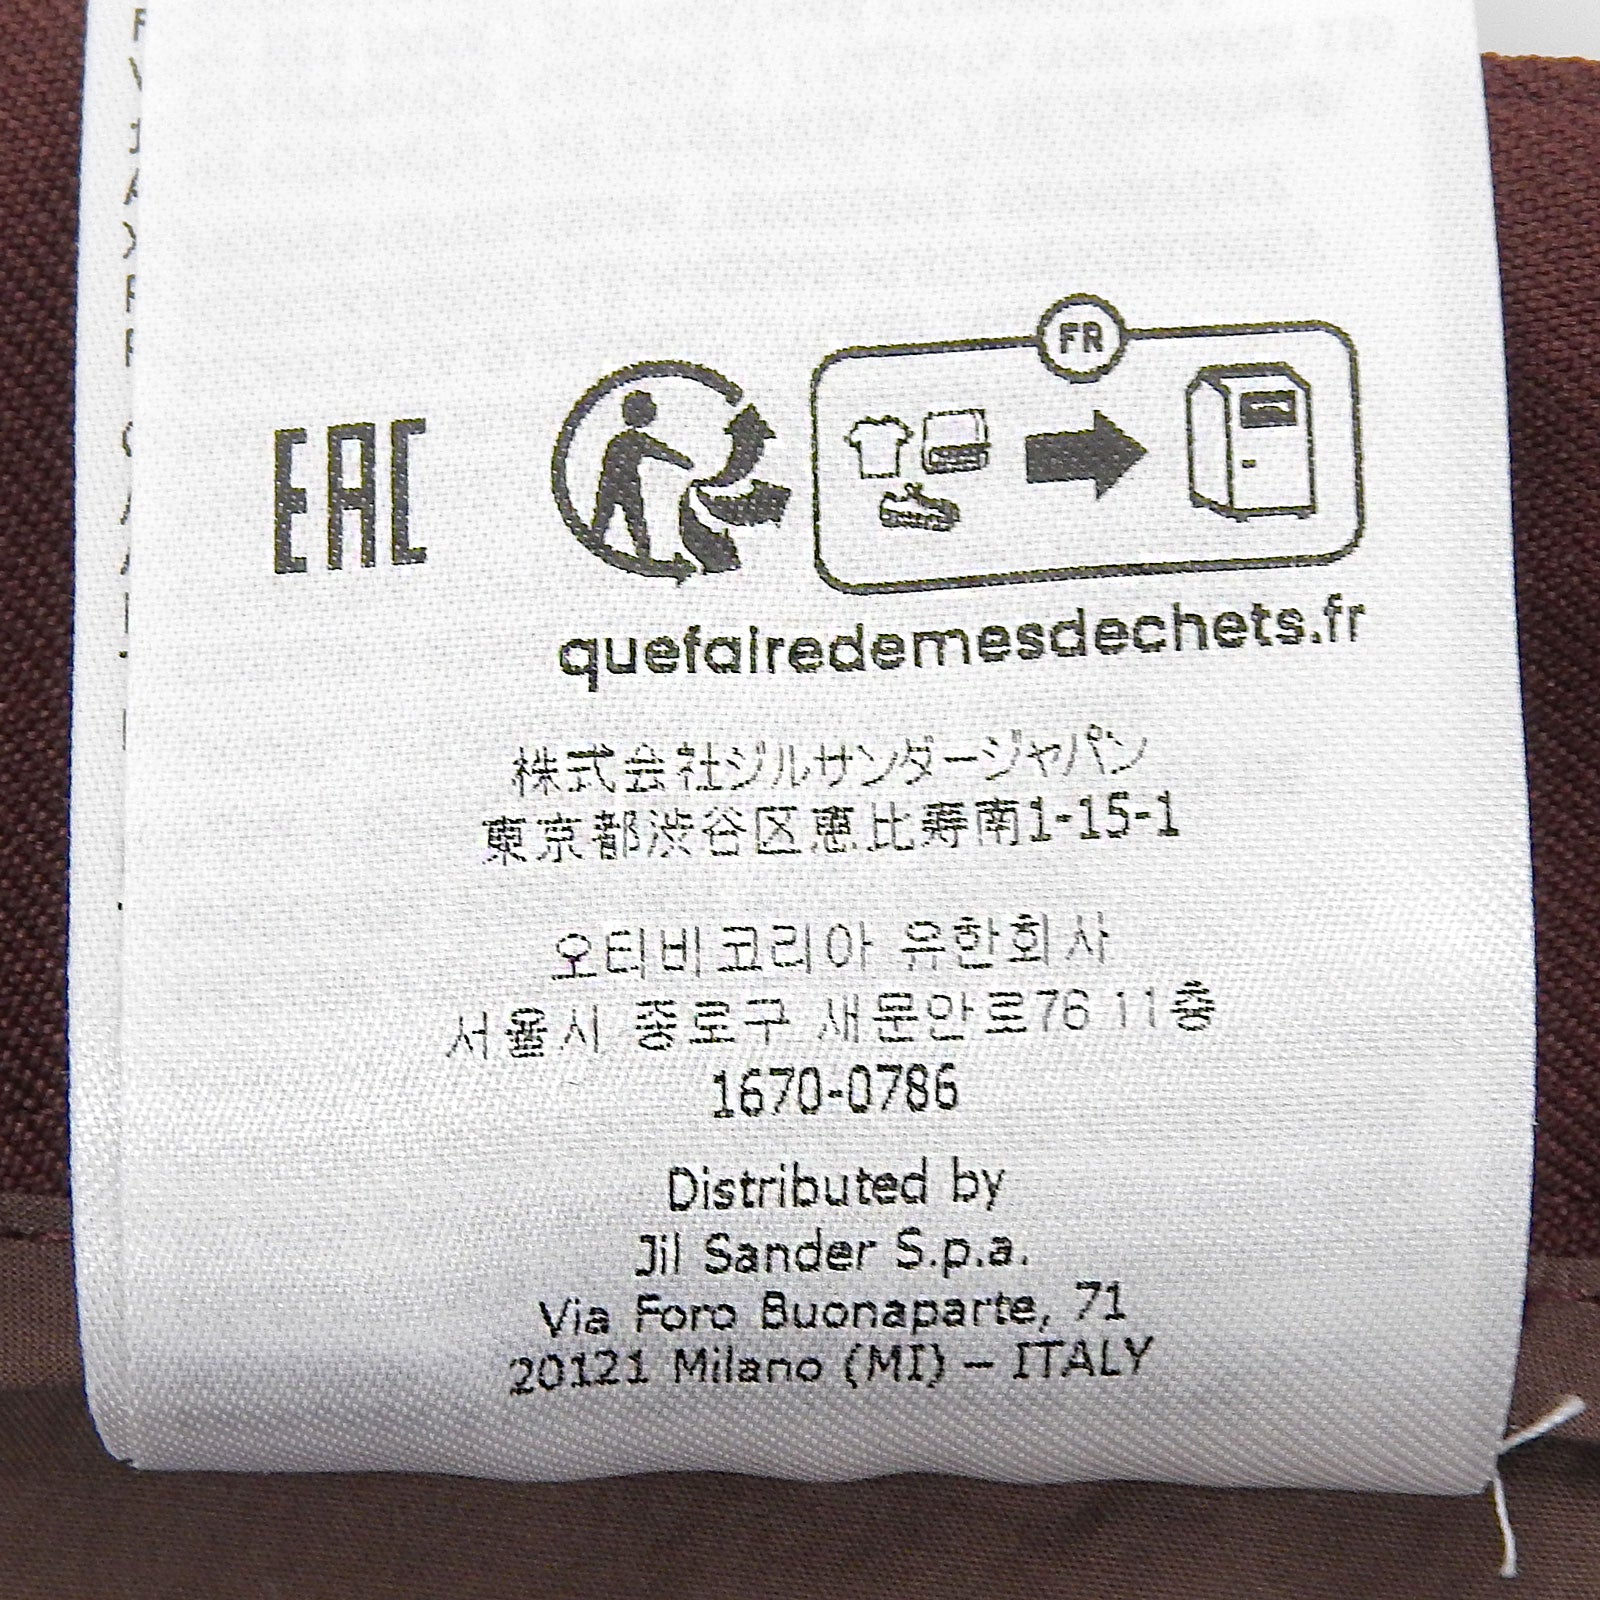 FR
EAC
quefairedemesdechets.fr
株式会社ジルサンダージャパン
東京都渋谷区恵比寿南1-15-1
오티비코리아 유한회사
서울시 종로구 새문안로76 11층
1670-0786
Distributed by
Jil Sander S.p.a.
Via Foro Buonaparte, 71
20121 Milano (MI) – ITALY